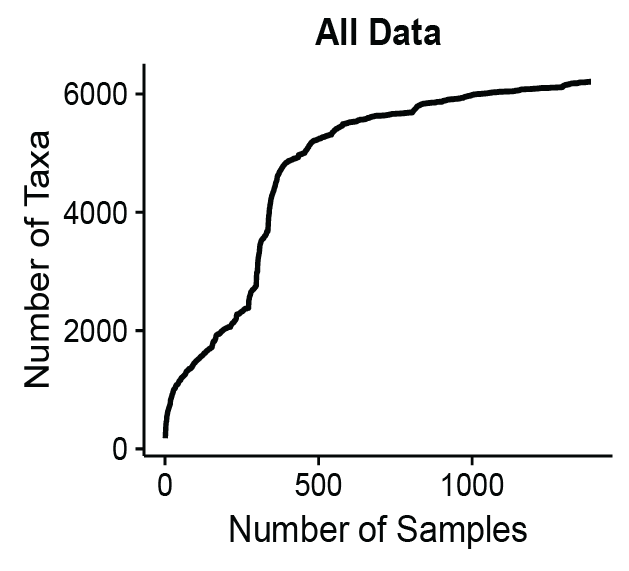 All Data
Number of Taxa
6000
4000
2000
0
0 500 1000
Number of Samples